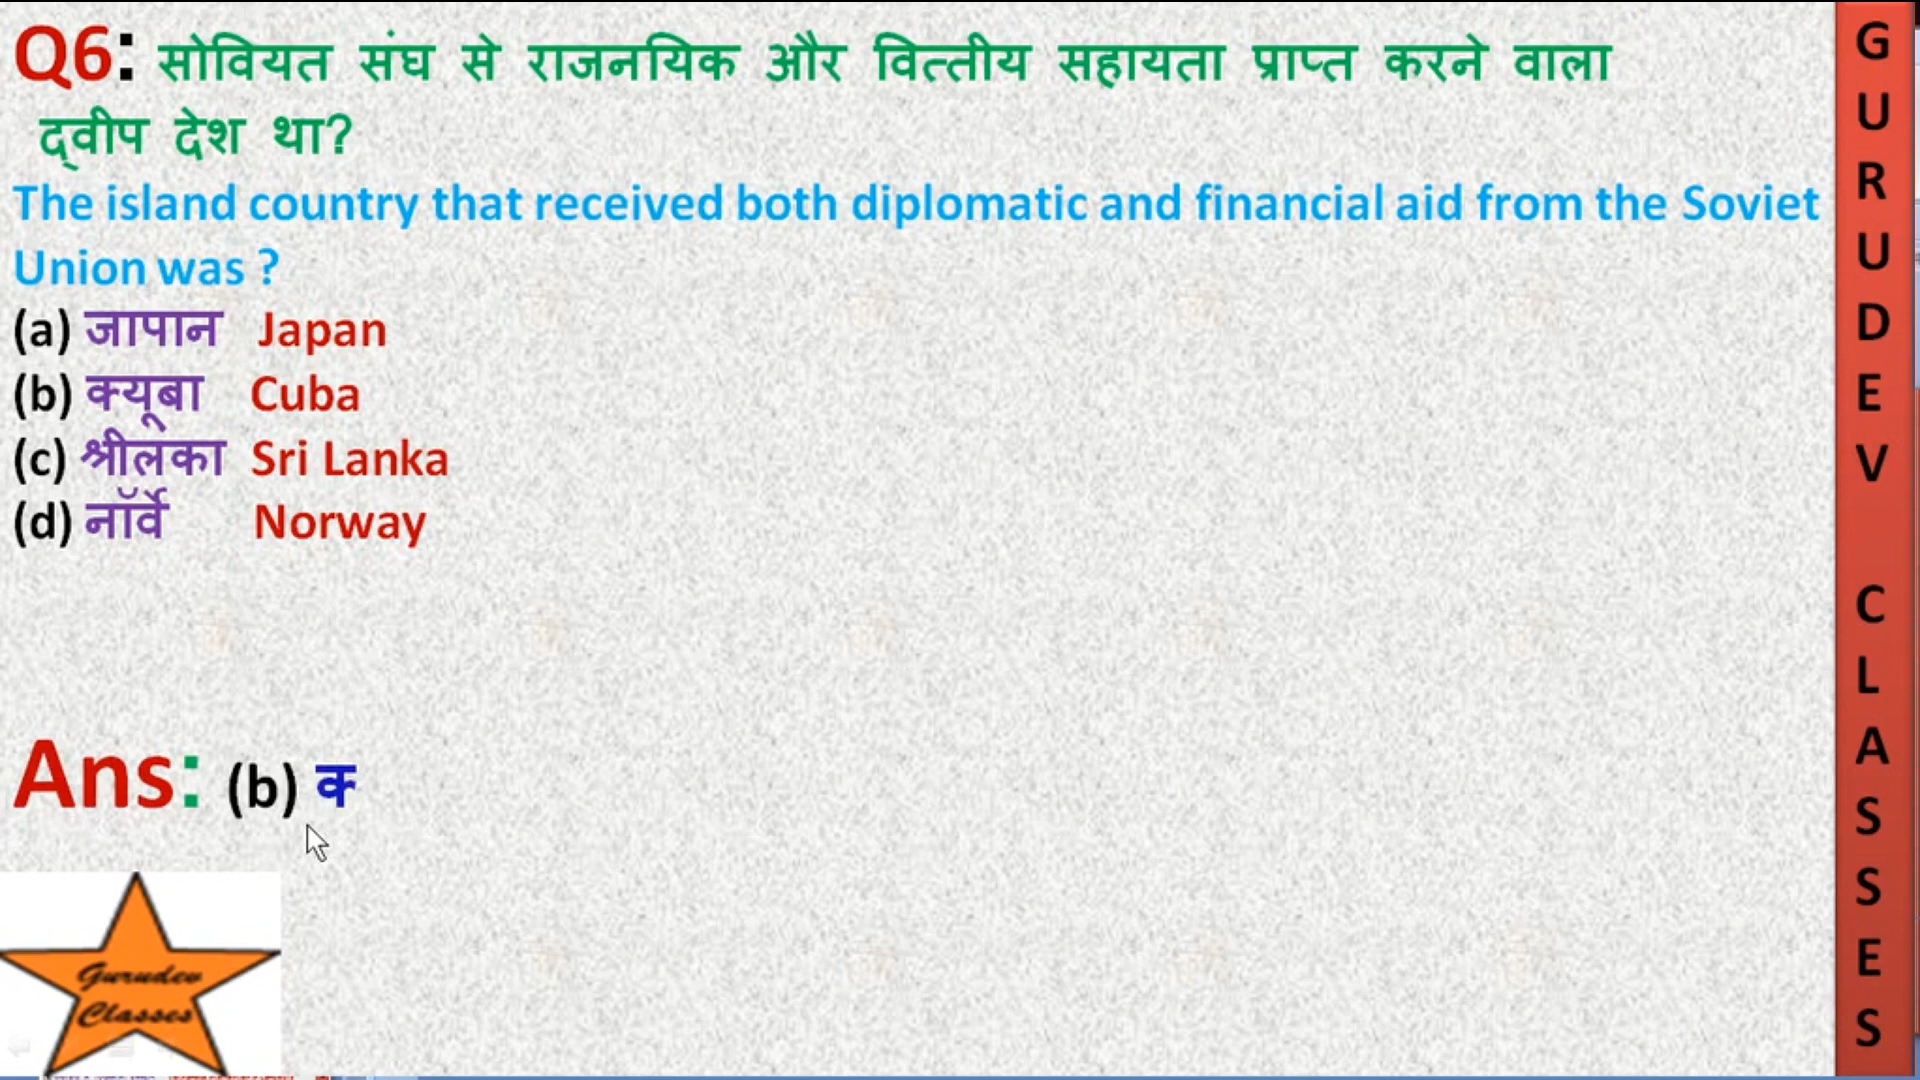 Q6: सोवियत संघ से राजनयिक और वित्तीय सहायता प्राप्त करने वाला
द्वीप देश था?
The island country that received both diplomatic and financial aid from the Soviet
Union was ?
(a) जापान Japan
(b) क्यूबा Cuba
(c) श्रीलका Sri Lanka
(d) नॉर्वे Norway
Ans: (b) क
Gurudev
Classes
GURUDEV CLASSES